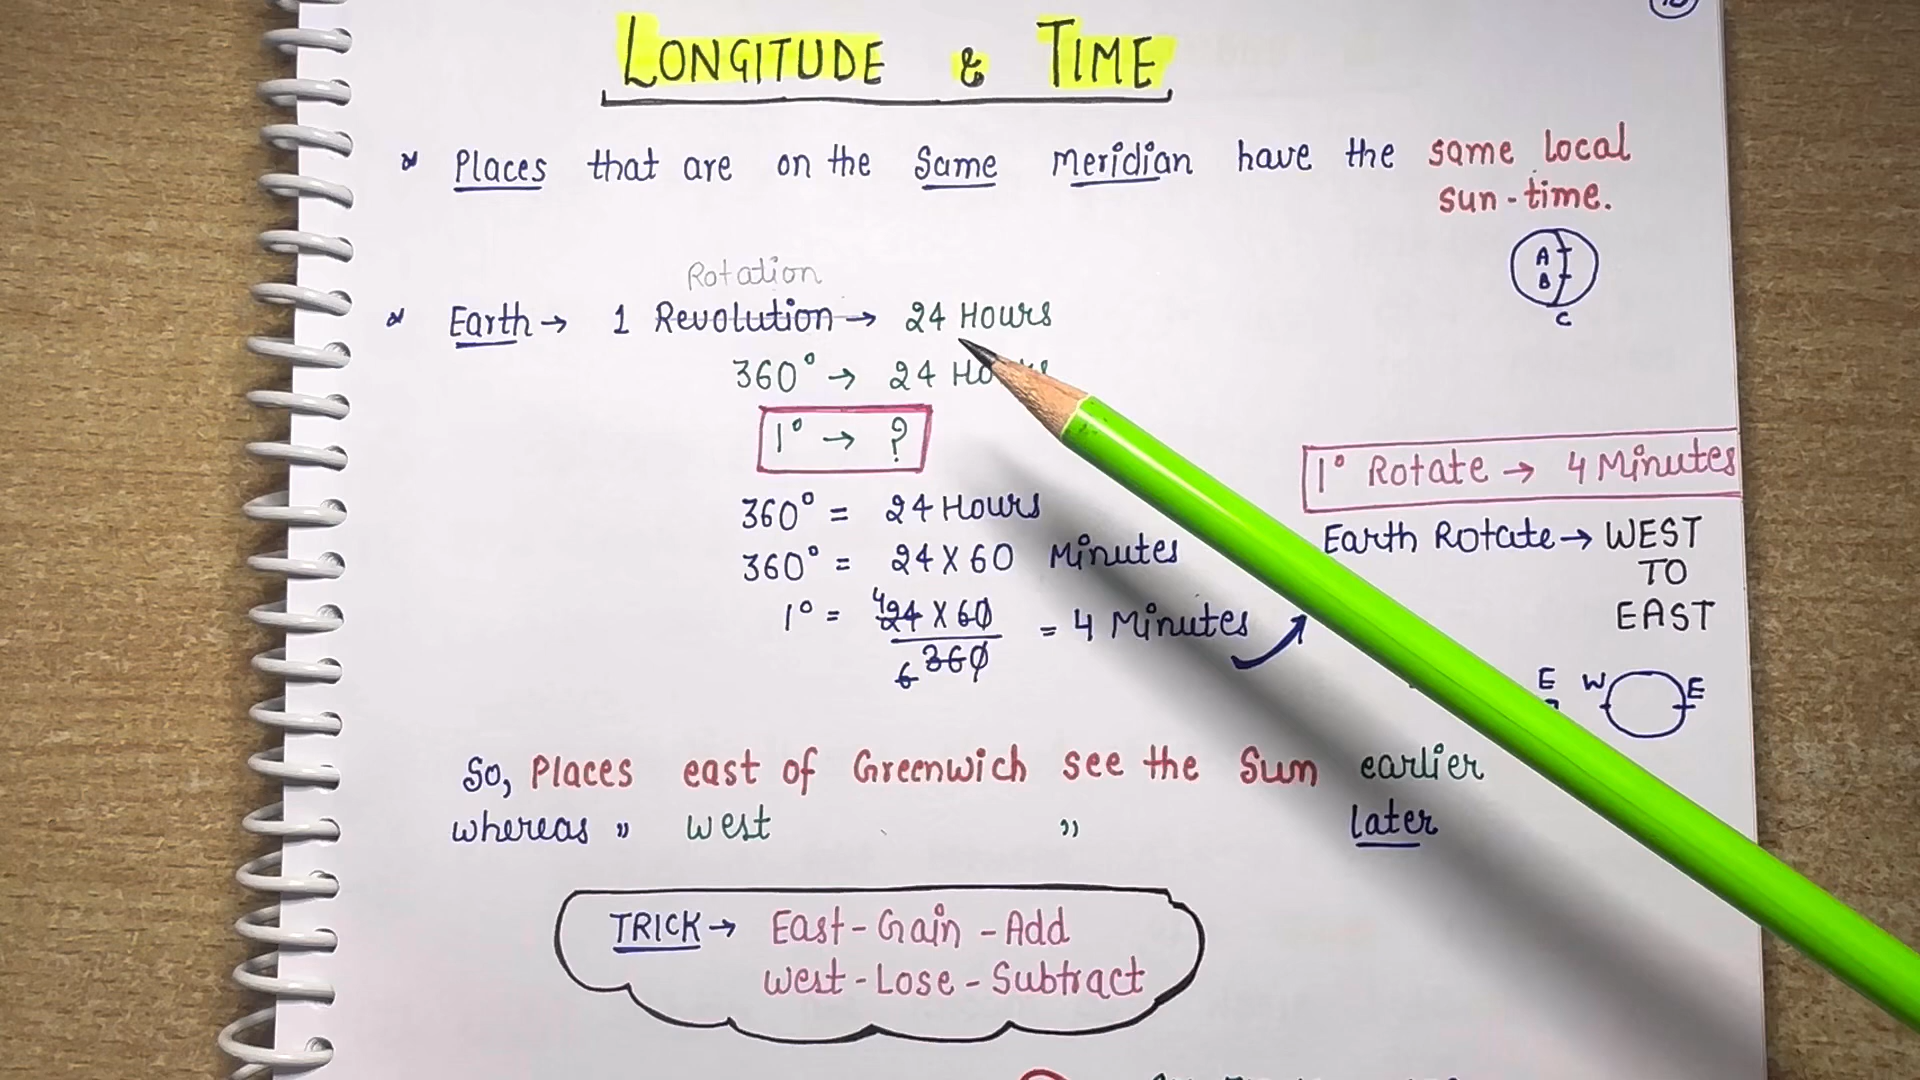 LONGITUDE & TIME
Places that are on the Same Meridian have the same local
sun-time.
A
B
C
Rotation
Earth → 1 Revolution → 24 Hours
360° → 24
1° → ?
360° = 24 Hours
360° = 24 X 60 Minutes
1° = 4 24 X 60 = 4 Minutes
6 360
1° Rotate → 4 Minutes
Earth Rotate → WEST
TO
EAST
E W E
So, Places east of Greenwich see the Sun earlier
whereas " west " Later
TRICK → East - Gain - Add
West - Lose - Subtract